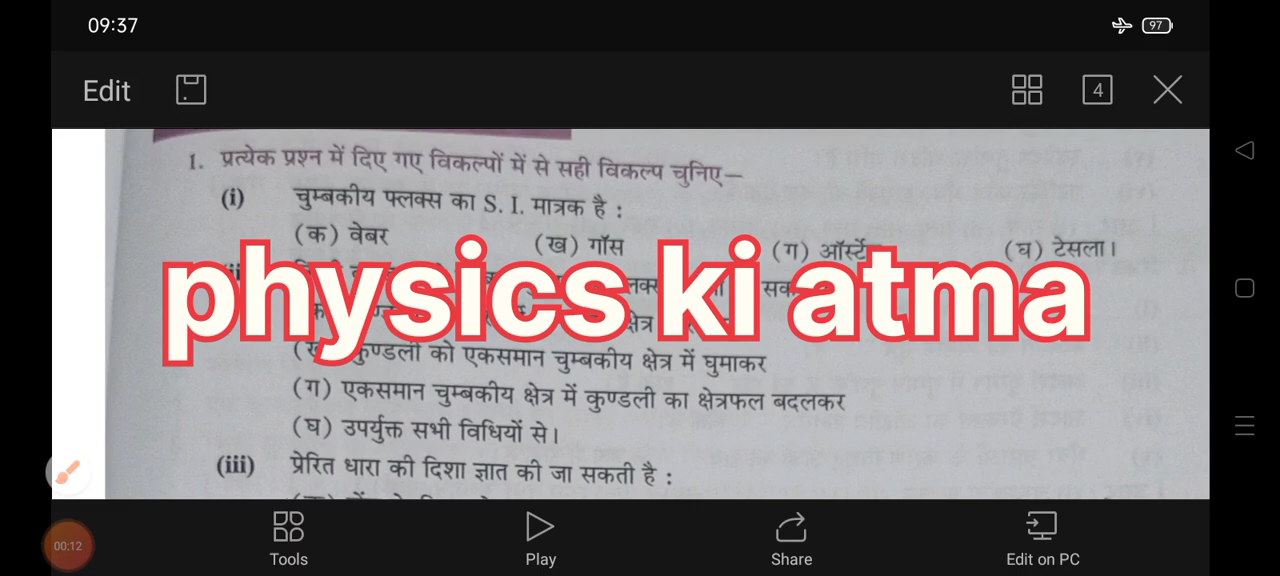 09:37
97
Edit
4
1. प्रत्येक प्रश्न में दिए गए विकल्पों में से सही विकल्प चुनिए—
(i) चुम्बकीय फ्लक्स का S. I. मात्रक है :
(क) वेबर (ख) गॉस (ग) ऑर्स्टे (घ) टेसला।
physics ki atma
कुण्डली को एकसमान चुम्बकीय क्षेत्र में घुमाकर
(ग) एकसमान चुम्बकीय क्षेत्र में कुण्डली का क्षेत्रफल बदलकर
(घ) उपर्युक्त सभी विधियों से।
(iii) प्रेरित धारा की दिशा ज्ञात की जा सकती है :
00:12
Tools Play Share Edit on PC